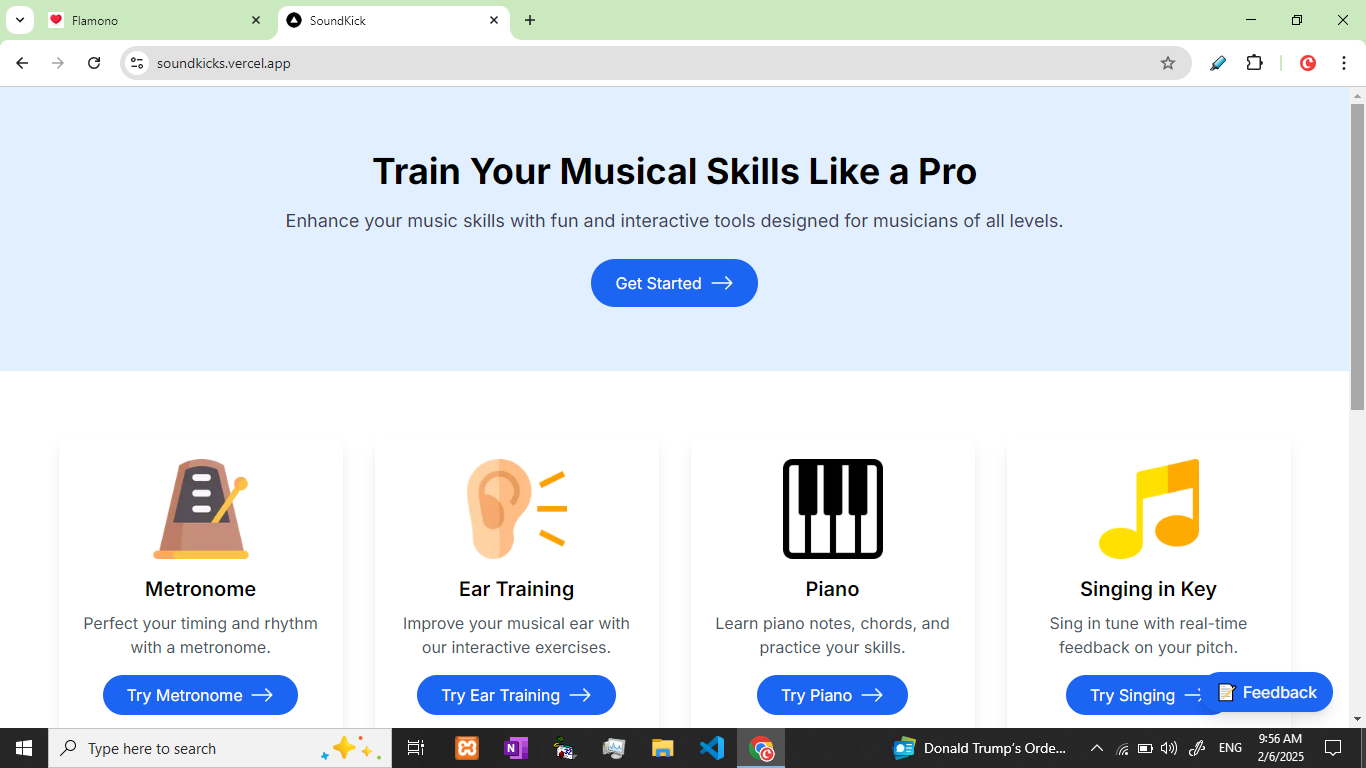 Flamono
SoundKick
soundkicks.vercel.app
Train Your Musical Skills Like a Pro
Enhance your music skills with fun and interactive tools designed for musicians of all levels.
Get Started
Metronome
Perfect your timing and rhythm
with a metronome.
Try Metronome
Ear Training
Improve your musical ear with
our interactive exercises.
Try Ear Training
Piano
Learn piano notes, chords, and
practice your skills.
Try Piano
Singing in Key
Sing in tune with real-time
feedback on your pitch.
Try Singing
Feedback
Type here to search
Donald Trump's Orde...
ENG
9:56 AM
2/6/2025